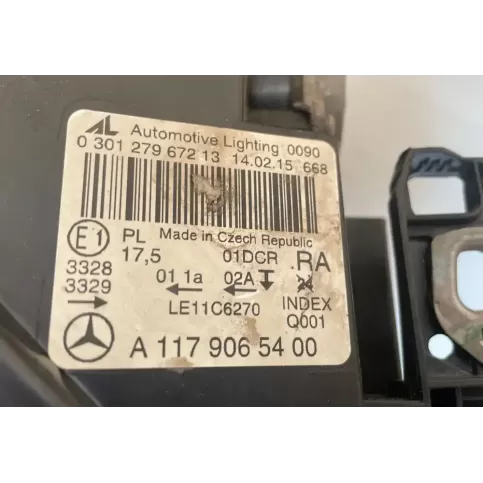 AL Automotive Lighting 0090
0 301 279 672 13 14.02.15 668
E1 PL Made in Czech Republic
17,5 01DCR RA
3328 01 1a 02A
3329 INDEX
LE11C6270 Q001
A 117 906 54 00